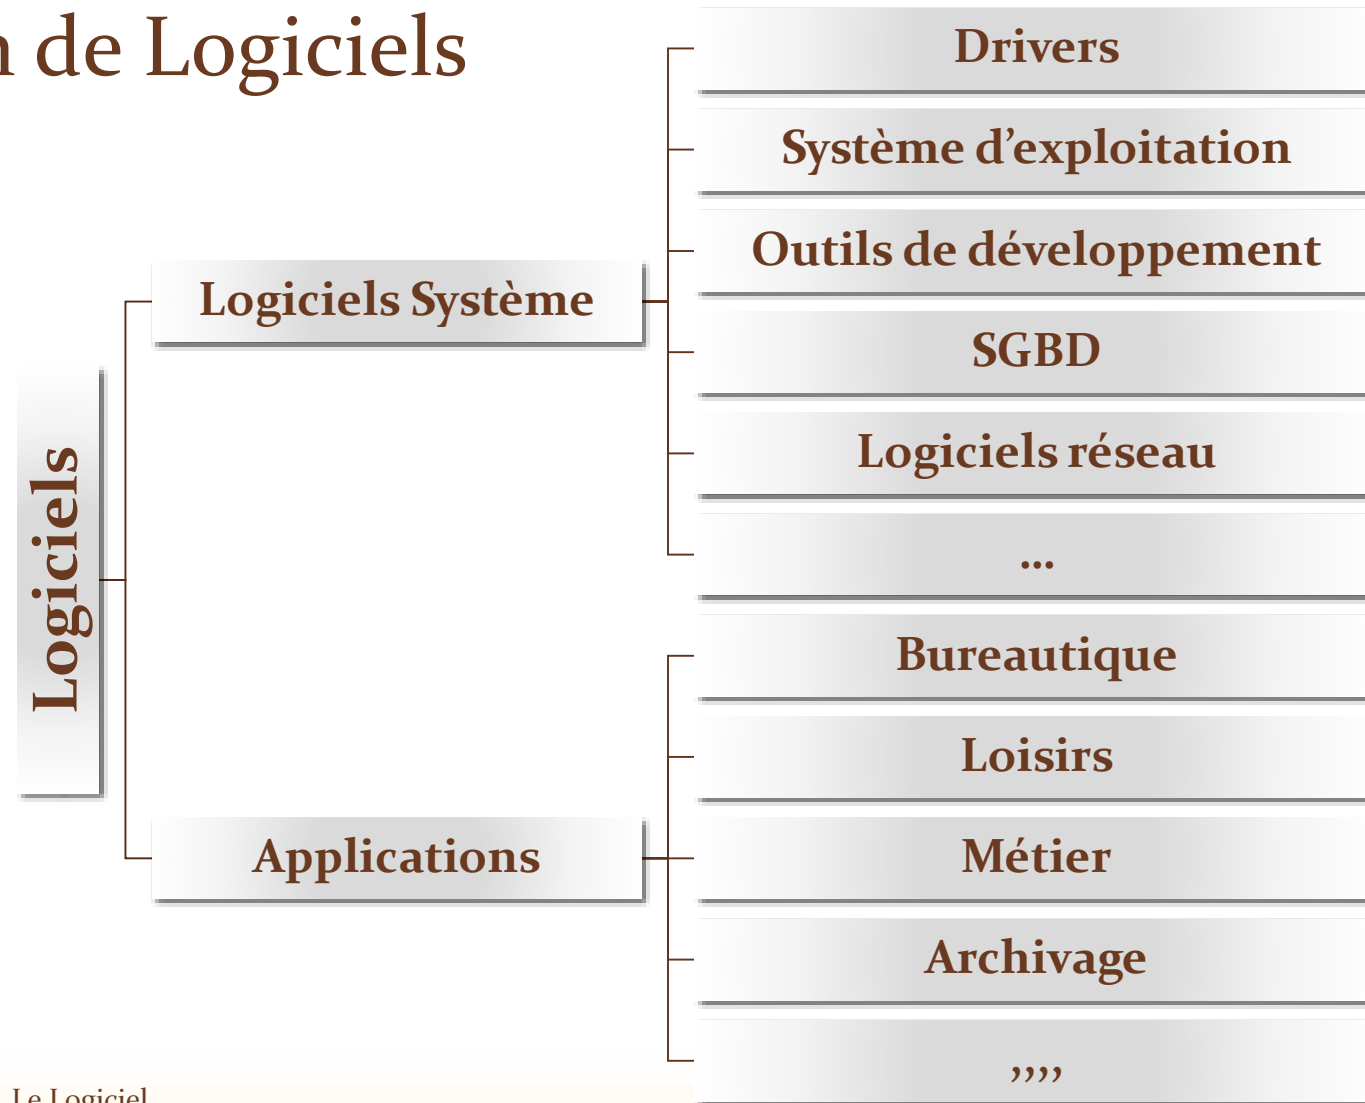 de Logiciels
Logiciels
Logiciels Système
Drivers
Système d’exploitation
Outils de développement
SGBD
Logiciels réseau
...
Applications
Bureautique
Loisirs
Métier
Archivage
,,,,
Le Logiciel